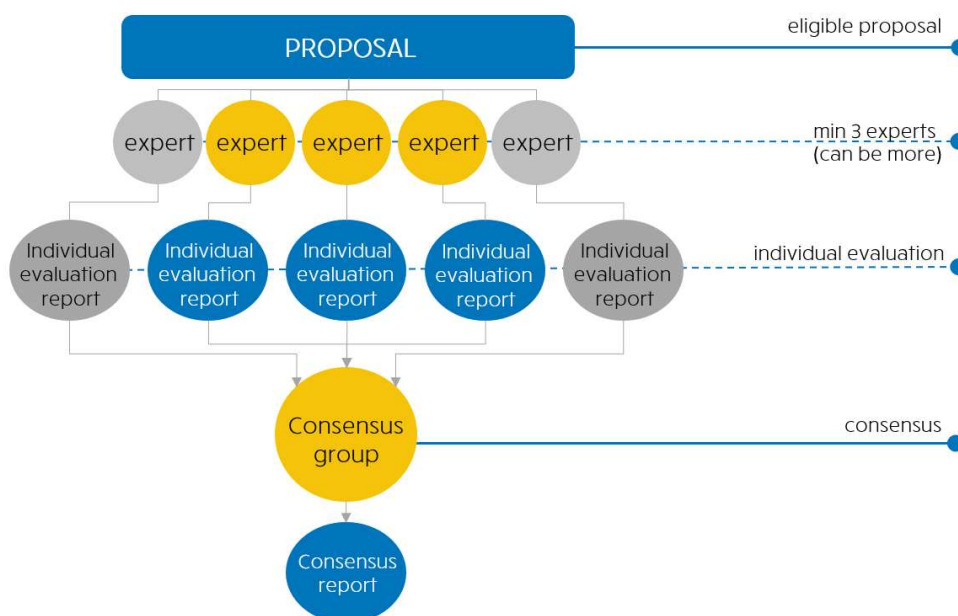 PROPOSAL
eligible proposal
expert
expert
expert
expert
expert
min 3 experts
(can be more)
Individual
evaluation
report
Individual
evaluation
report
Individual
evaluation
report
Individual
evaluation
report
Individual
evaluation
report
individual evaluation
Consensus
group
consensus
Consensus
report